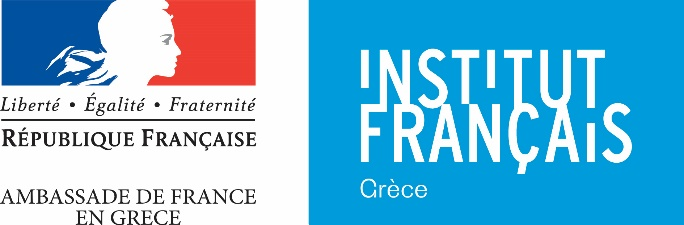 Liberté • Égalité • Fraternité
RÉPUBLIQUE FRANÇAISE
AMBASSADE DE FRANCE
EN GRECE
INSTITUT
FRANÇAIS
Grèce